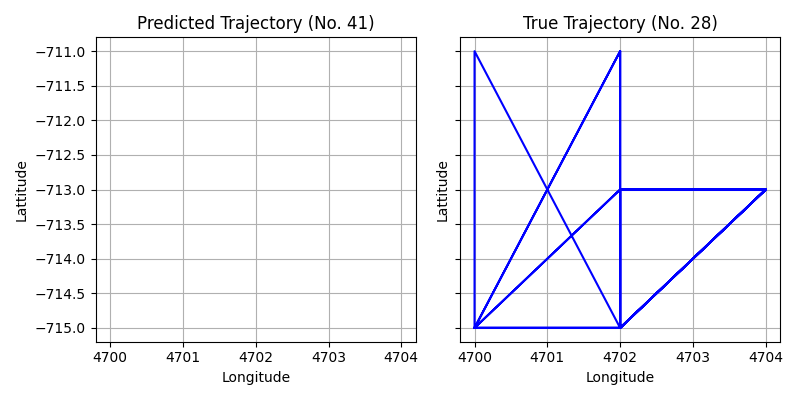 Predicted Trajectory (No. 41)
True Trajectory (No. 28)
−711.0
−711.5
−712.0
−712.5
−713.0
−713.5
−714.0
−714.5
−715.0
Lattitude
Lattitude
4700 4701 4702 4703 4704
4700 4701 4702 4703 4704
Longitude
Longitude